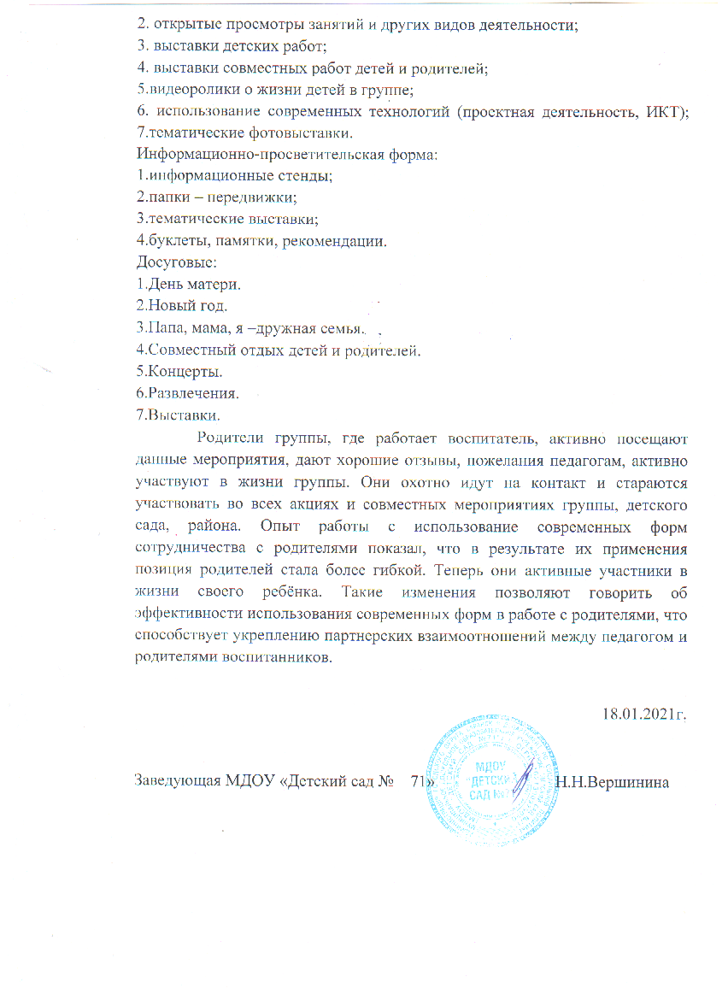 2. открытые просмотры занятий и других видов деятельности;
3. выставки детских работ;
4. выставки совместных работ детей и родителей;
5.видеоролики о жизни детей в группе;
6. использование современных технологий (проектная деятельность, ИКТ);
7.тематические фотовыставки.
Информационно-просветительская форма:
1.информационные стенды;
2.папки – передвижки;
3.тематические выставки;
4.буклеты, памятки, рекомендации.
Досуговые:
1.День матери.
2.Новый год.
3.Папа, мама, я –дружная семья.
4.Совместный отдых детей и родителей.
5.Концерты.
6.Развлечения.
7.Выставки.
Родители группы, где работает воспитатель, активно посещают
данные мероприятия, дают хорошие отзывы, пожелания педагогам, активно
участвуют в жизни группы. Они охотно идут на контакт и стараются
участвовать во всех акциях и совместных мероприятиях группы, детского
сада, района. Опыт работы с использование современных форм
сотрудничества с родителями показал, что в результате их применения
позиция родителей стала более гибкой. Теперь они активные участники в
жизни своего ребёнка. Такие изменения позволяют говорить об
эффективности использования современных форм в работе с родителями, что
способствует укреплению партнерских взаимоотношений между педагогом и
родителями воспитанников.
18.01.2021г.
Заведующая МДОУ «Детский сад № 71» Н.Н.Вершинина
МДОУ
"ДЕТСКИЙ
САД №71